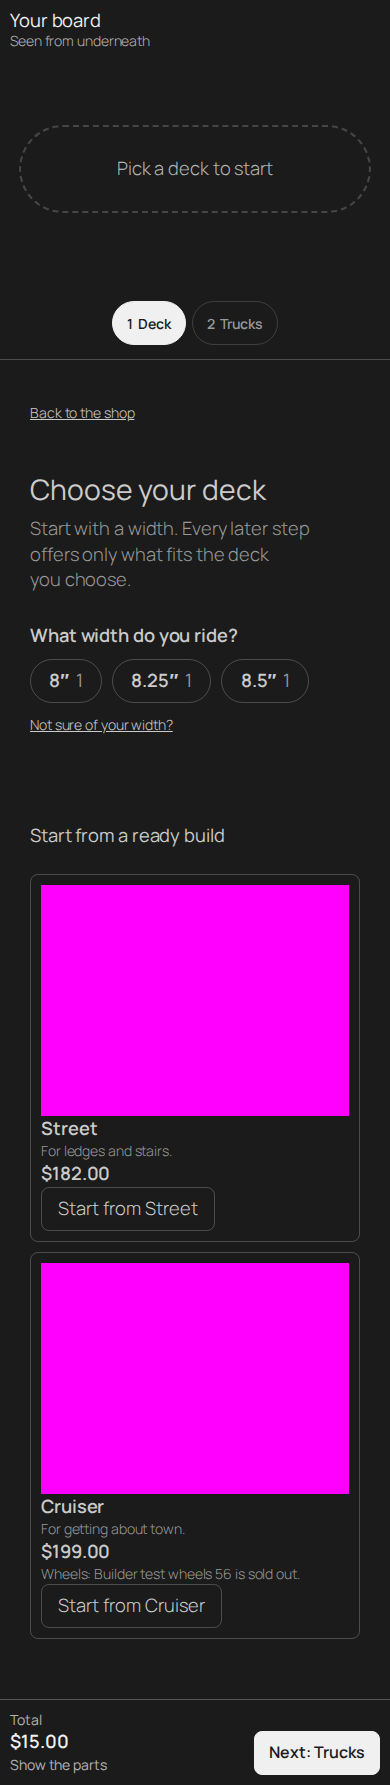 Your board
Seen from underneath
Pick a deck to start
1 Deck
2 Trucks
Back to the shop
Choose your deck
Start with a width. Every later step
offers only what fits the deck
you choose.
What width do you ride?
8″ 1
8.25″ 1
8.5″ 1
Not sure of your width?
Start from a ready build
Street
For ledges and stairs.
$182.00
Start from Street
Cruiser
For getting about town.
$199.00
Wheels: Builder test wheels 56 is sold out.
Start from Cruiser
Total
$15.00
Show the parts
Next: Trucks